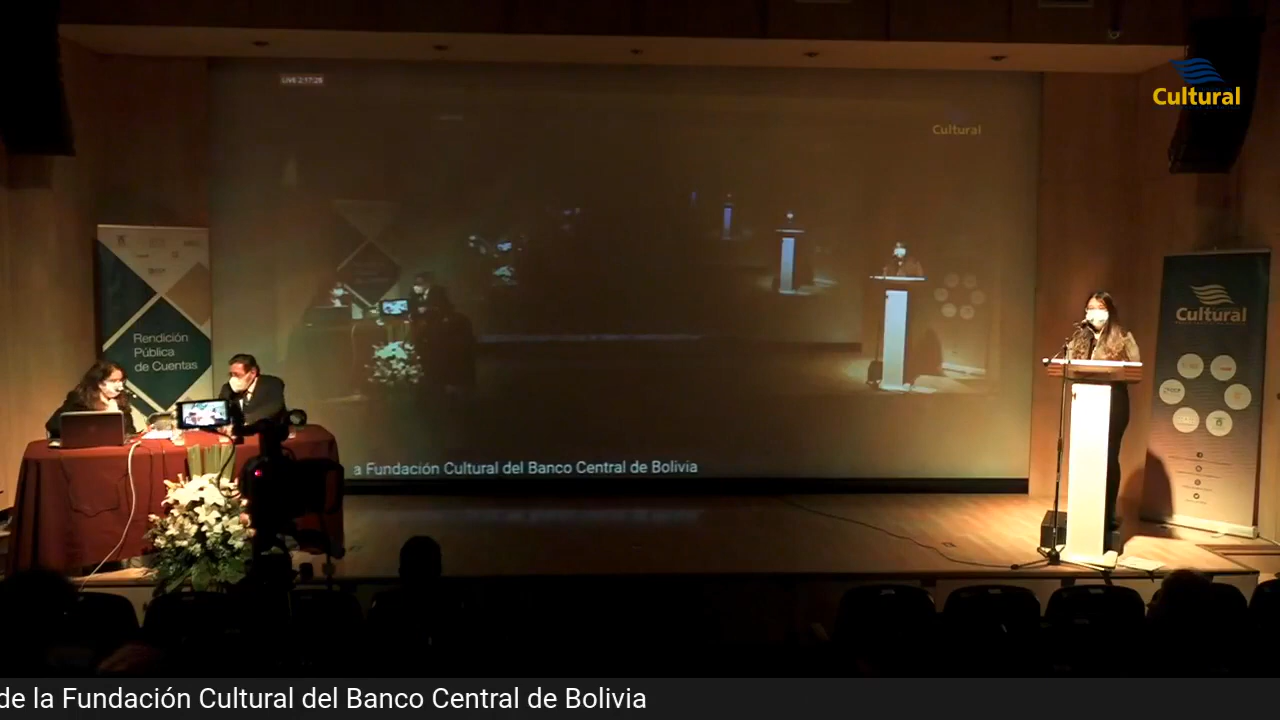 LIVE 2:17:25
Cultural
Cultural
Rendición
Pública
de Cuentas
Cultural
a Fundación Cultural del Banco Central de Bolivia
de la Fundación Cultural del Banco Central de Bolivia